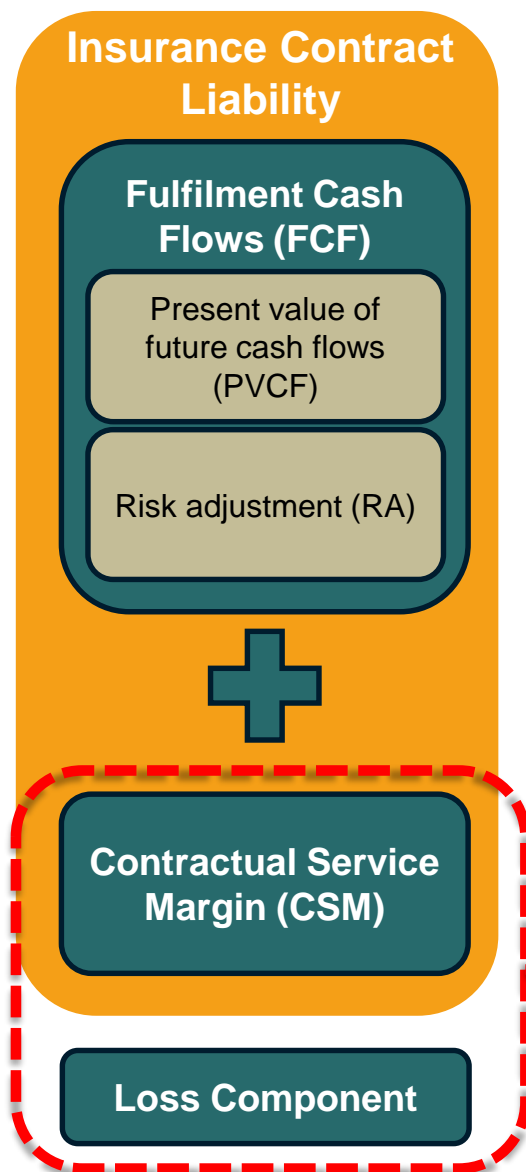 Insurance Contract
Liability
Fulfilment Cash
Flows (FCF)
Present value of
future cash flows
(PVCF)
Risk adjustment (RA)
Contractual Service
Margin (CSM)
Loss Component